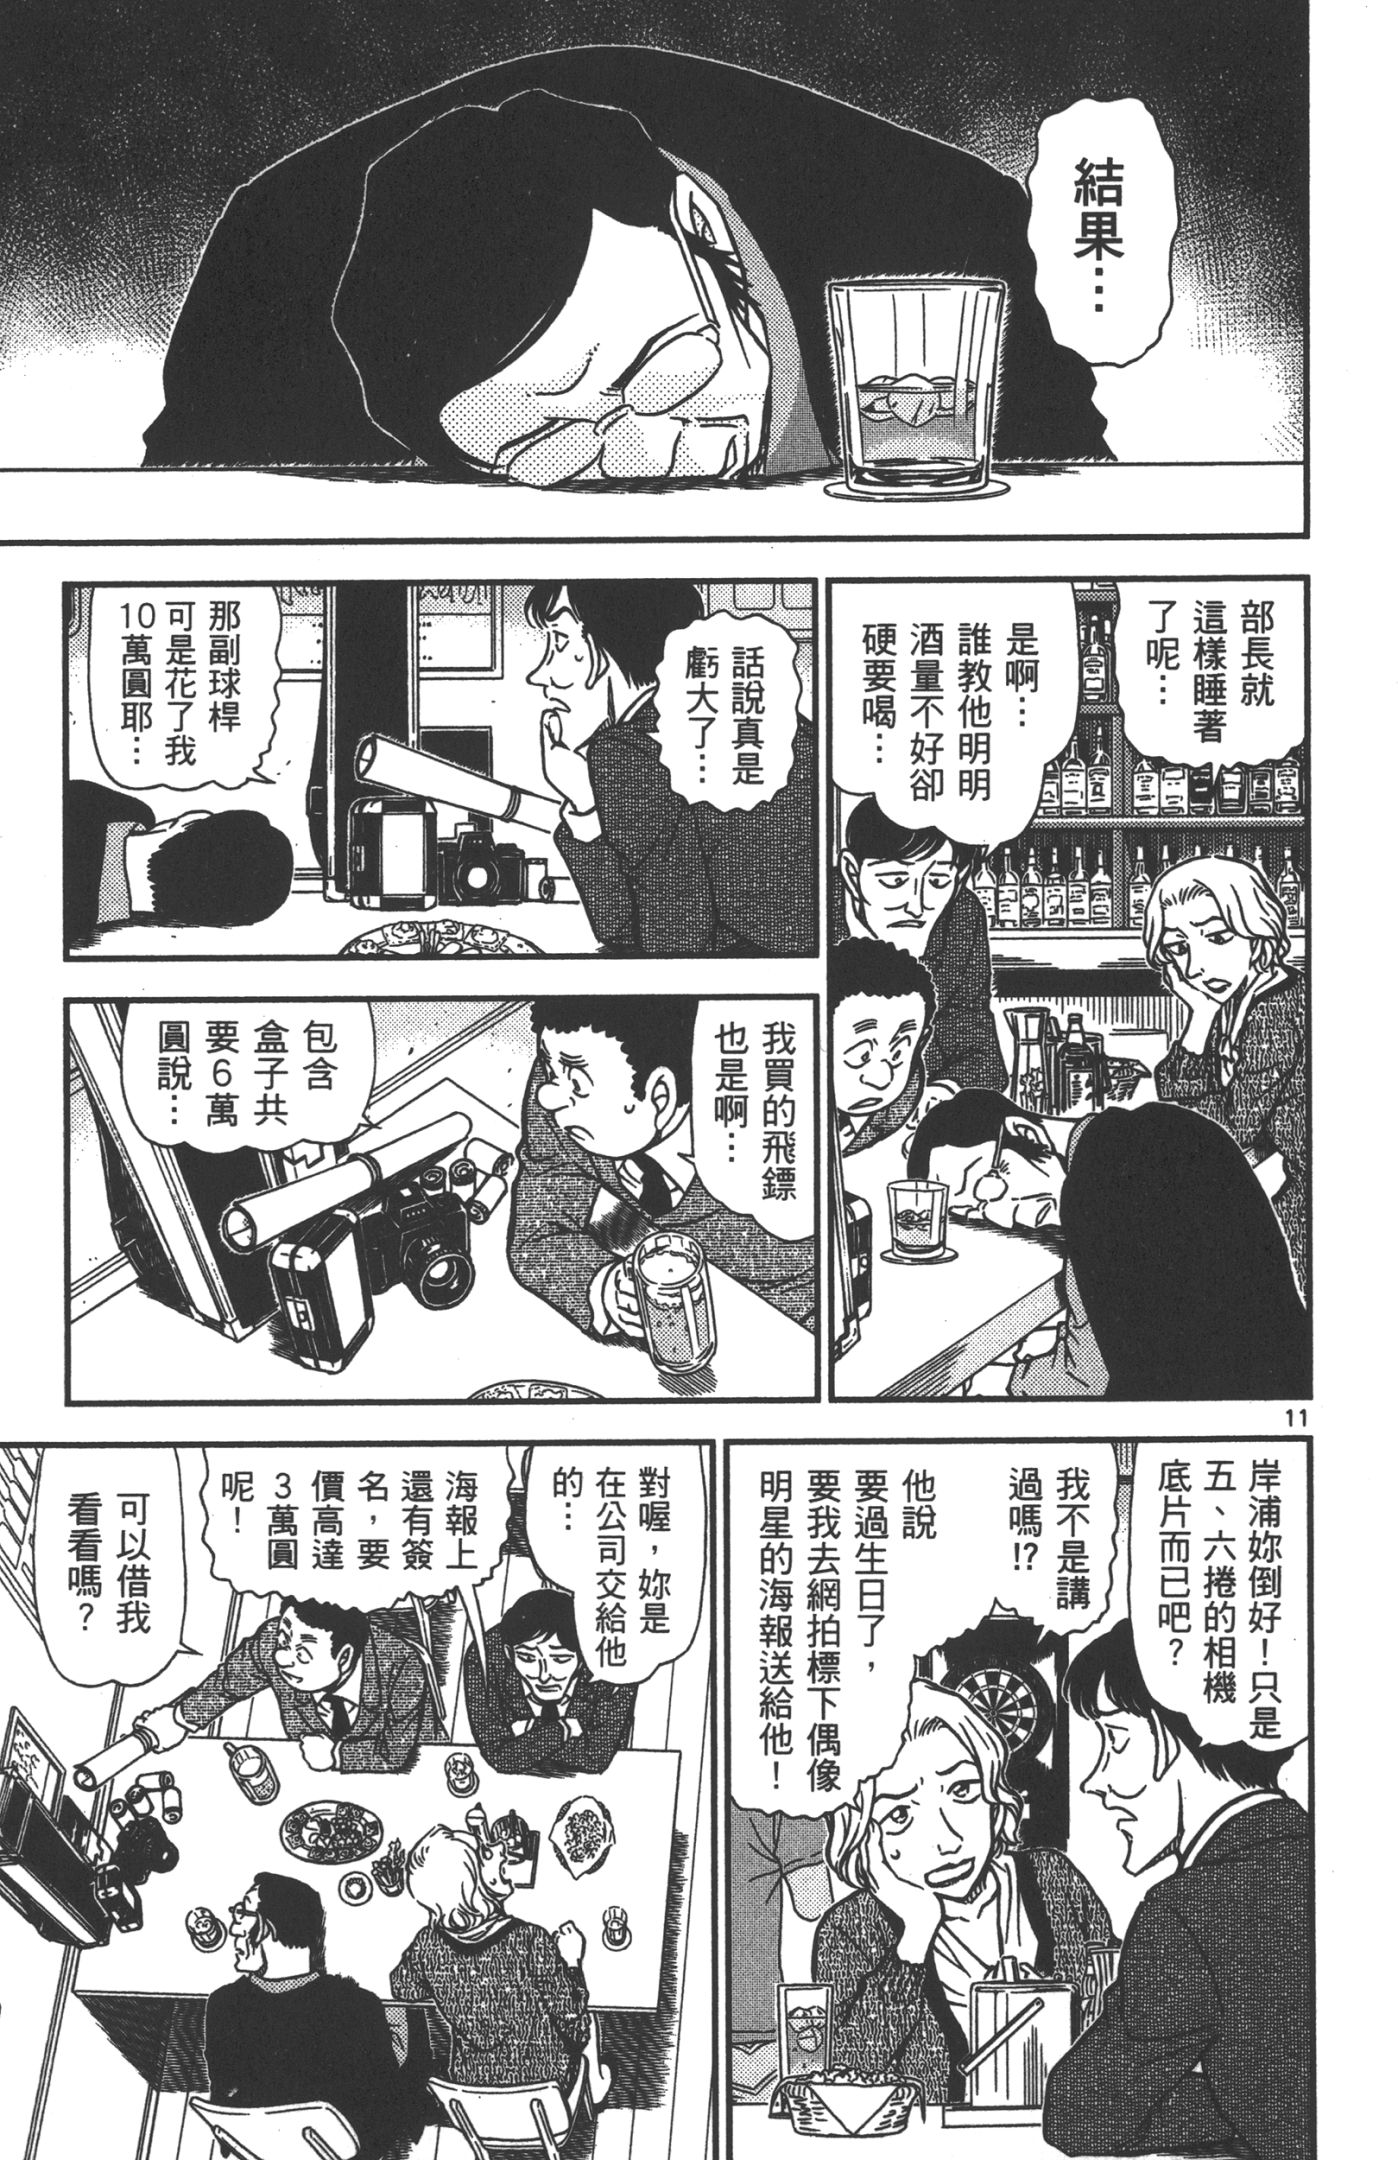 結果…
部長就
這樣睡著
了呢…
是啊…
誰教他明明
酒量不好卻
硬要喝…
話說真是
虧大了…
那副球桿
可是花了我
10萬圓耶…
我買的飛鏢
也是啊…
包含
盒子共
要6萬
圓說…
11
岸浦妳倒好！只是
五、六捲的相機
底片而已吧？
我不是講
過嗎!?
他說
要過生日了，
要我去網拍標下偶像
明星的海報送給他！
對喔，妳是
在公司交給他
的…
海報上
還有簽
名，要
價高達
3萬圓
呢！
可以借我
看看嗎？